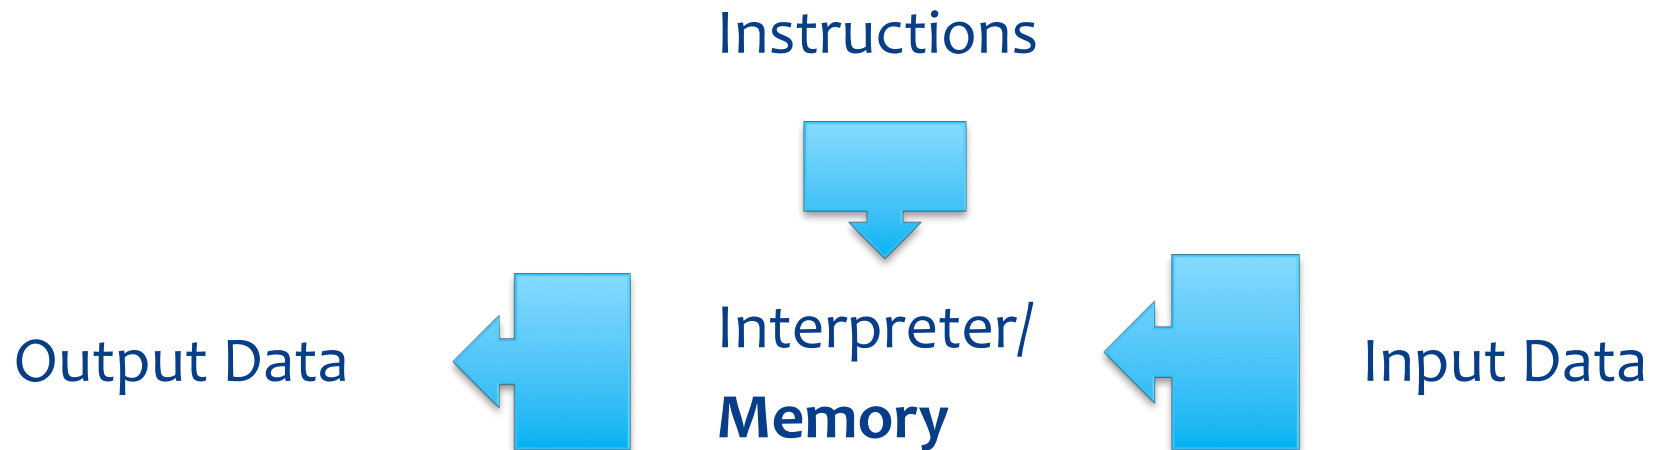 Instructions
Output Data
Interpreter/
Memory
Input Data